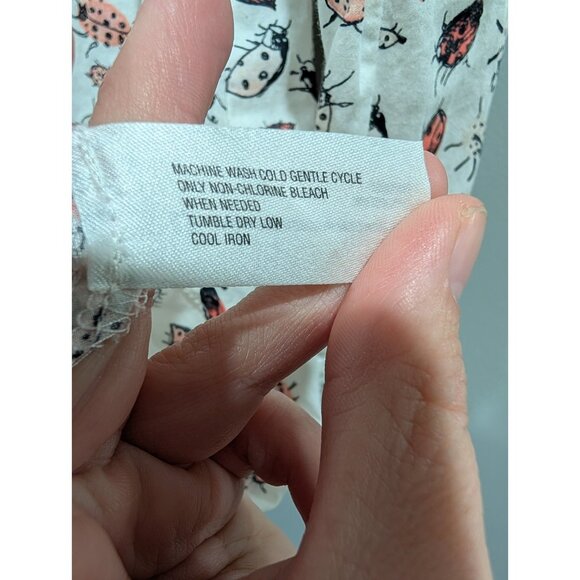 MACHINE WASH COLD GENTLE CYCLE
ONLY NON-CHLORINE BLEACH
WHEN NEEDED
TUMBLE DRY LOW
COOL IRON